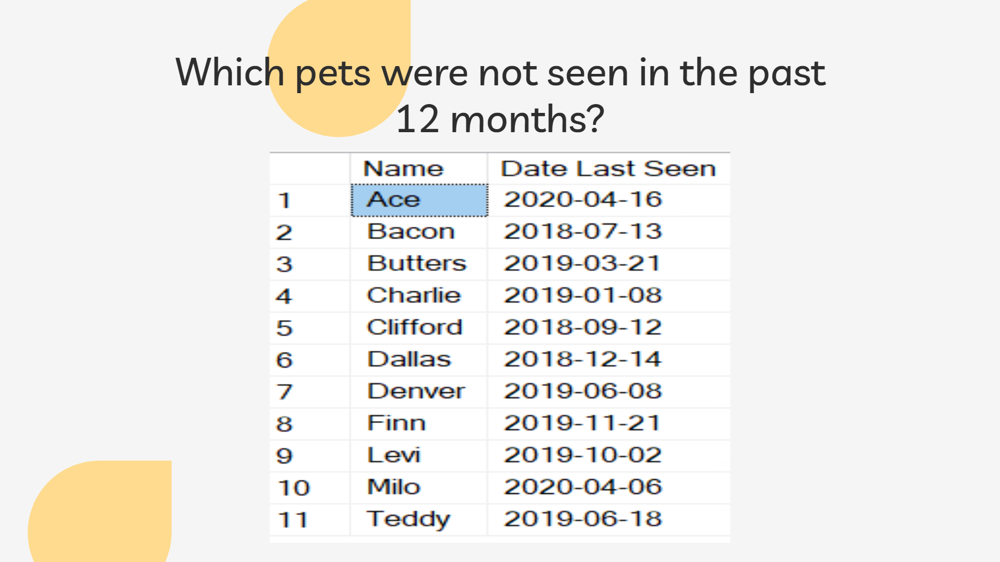 Which pets were not seen in the past
12 months?
Name Date Last Seen
1 Ace 2020-04-16
2 Bacon 2018-07-13
3 Butters 2019-03-21
4 Charlie 2019-01-08
5 Clifford 2018-09-12
6 Dallas 2018-12-14
7 Denver 2019-06-08
8 Finn 2019-11-21
9 Levi 2019-10-02
10 Milo 2020-04-06
11 Teddy 2019-06-18